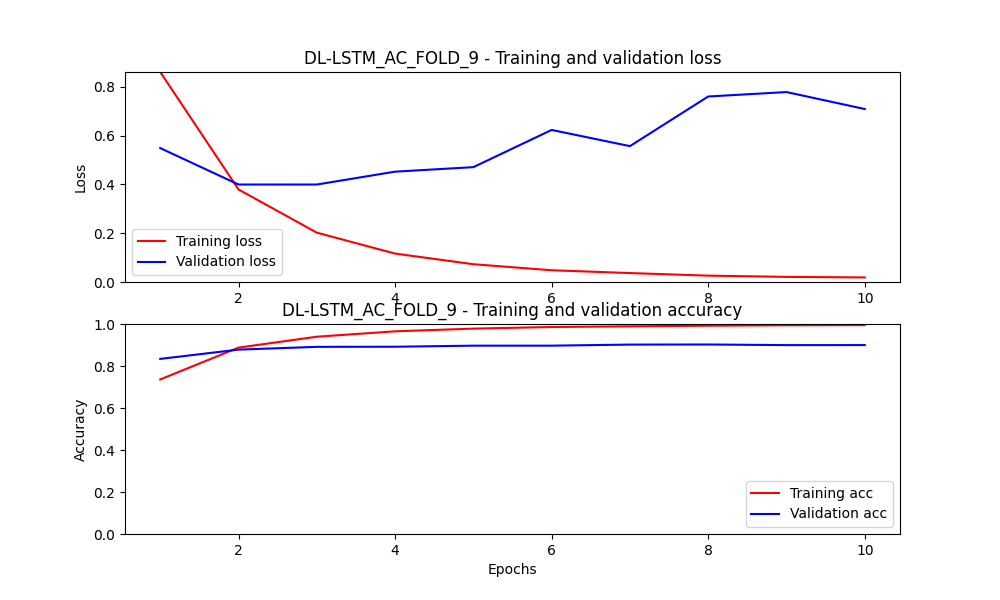 DL-LSTM_AC_FOLD_9 - Training and validation loss
0.8
0.6
0.4
0.2
0.0
Loss
Training loss
Validation loss
2 4 6 8 10
DL-LSTM_AC_FOLD_9 - Training and validation accuracy
1.0
0.8
0.6
0.4
0.2
0.0
Accuracy
Training acc
Validation acc
2 4 6 8 10
Epochs